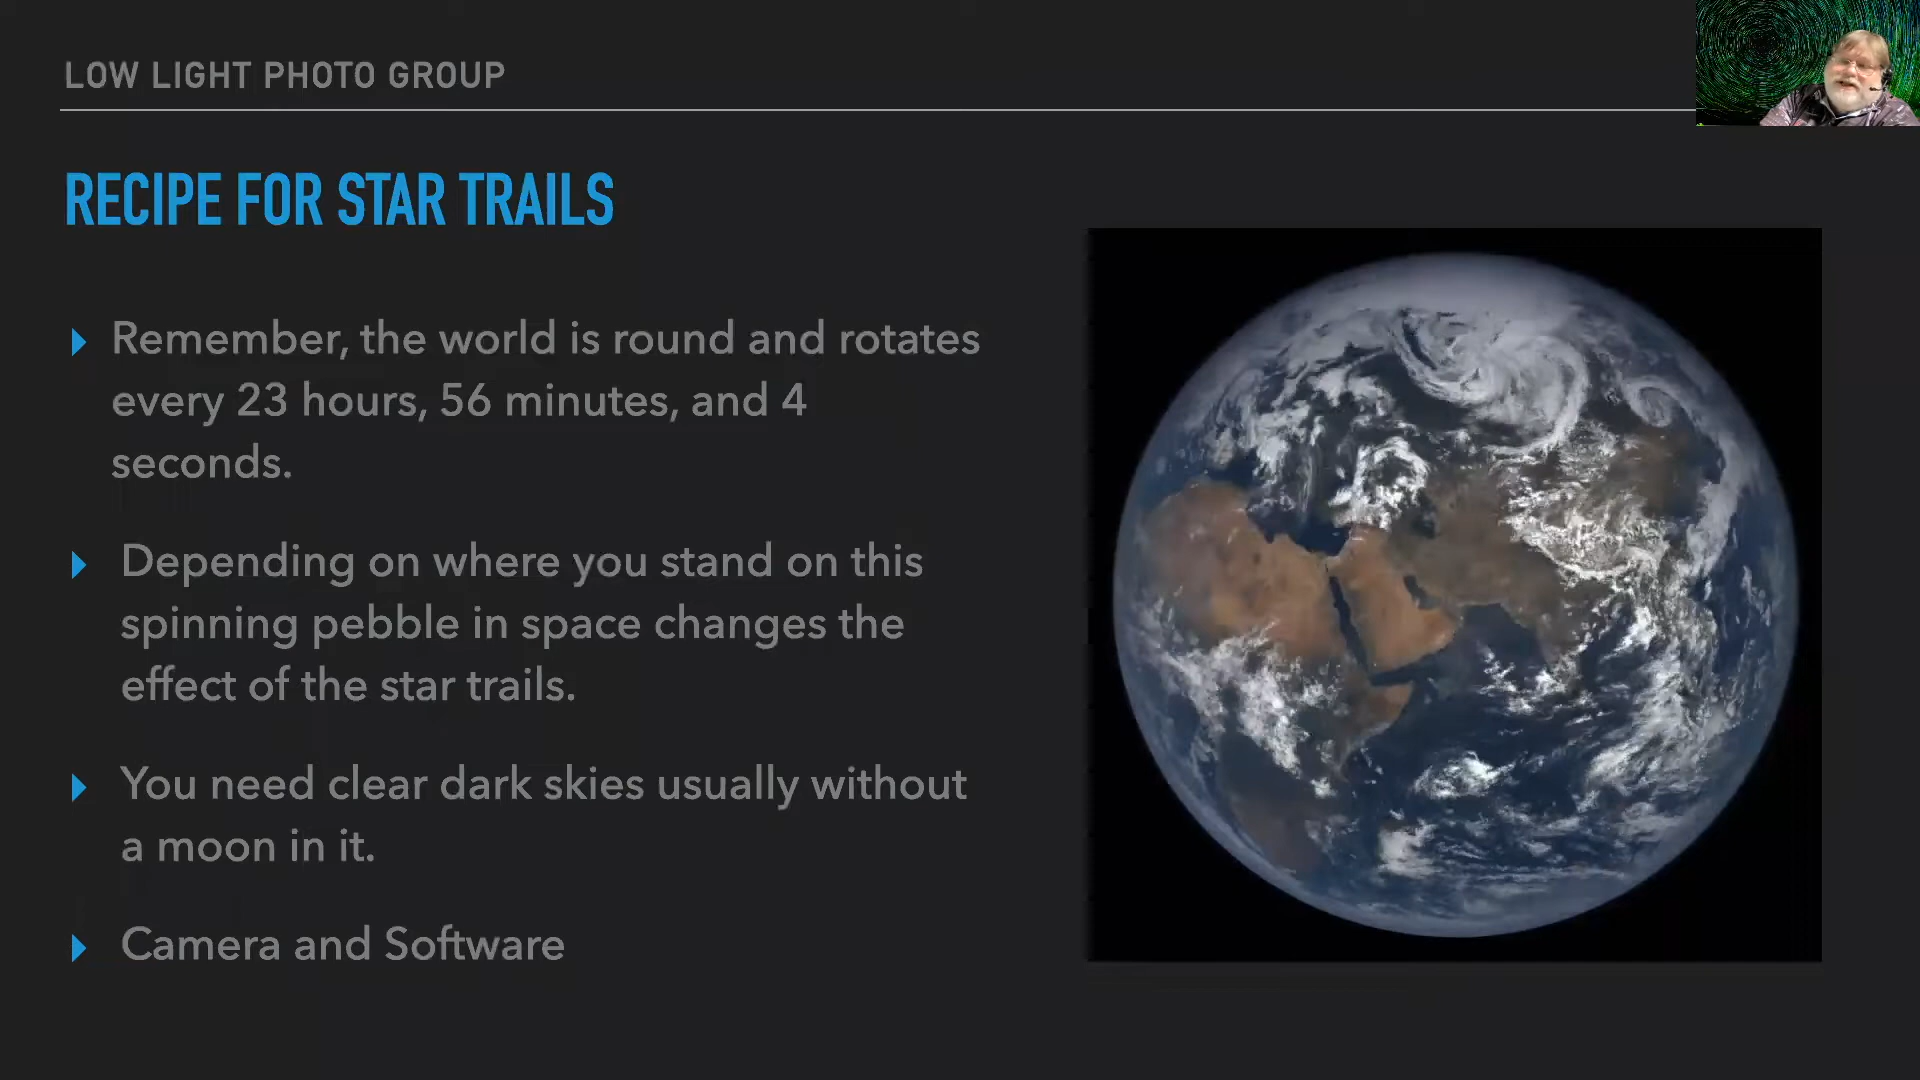 LOW LIGHT PHOTO GROUP
RECIPE FOR STAR TRAILS
Remember, the world is round and rotates
every 23 hours, 56 minutes, and 4
seconds.
Depending on where you stand on this
spinning pebble in space changes the
effect of the star trails.
You need clear dark skies usually without
a moon in it.
Camera and Software